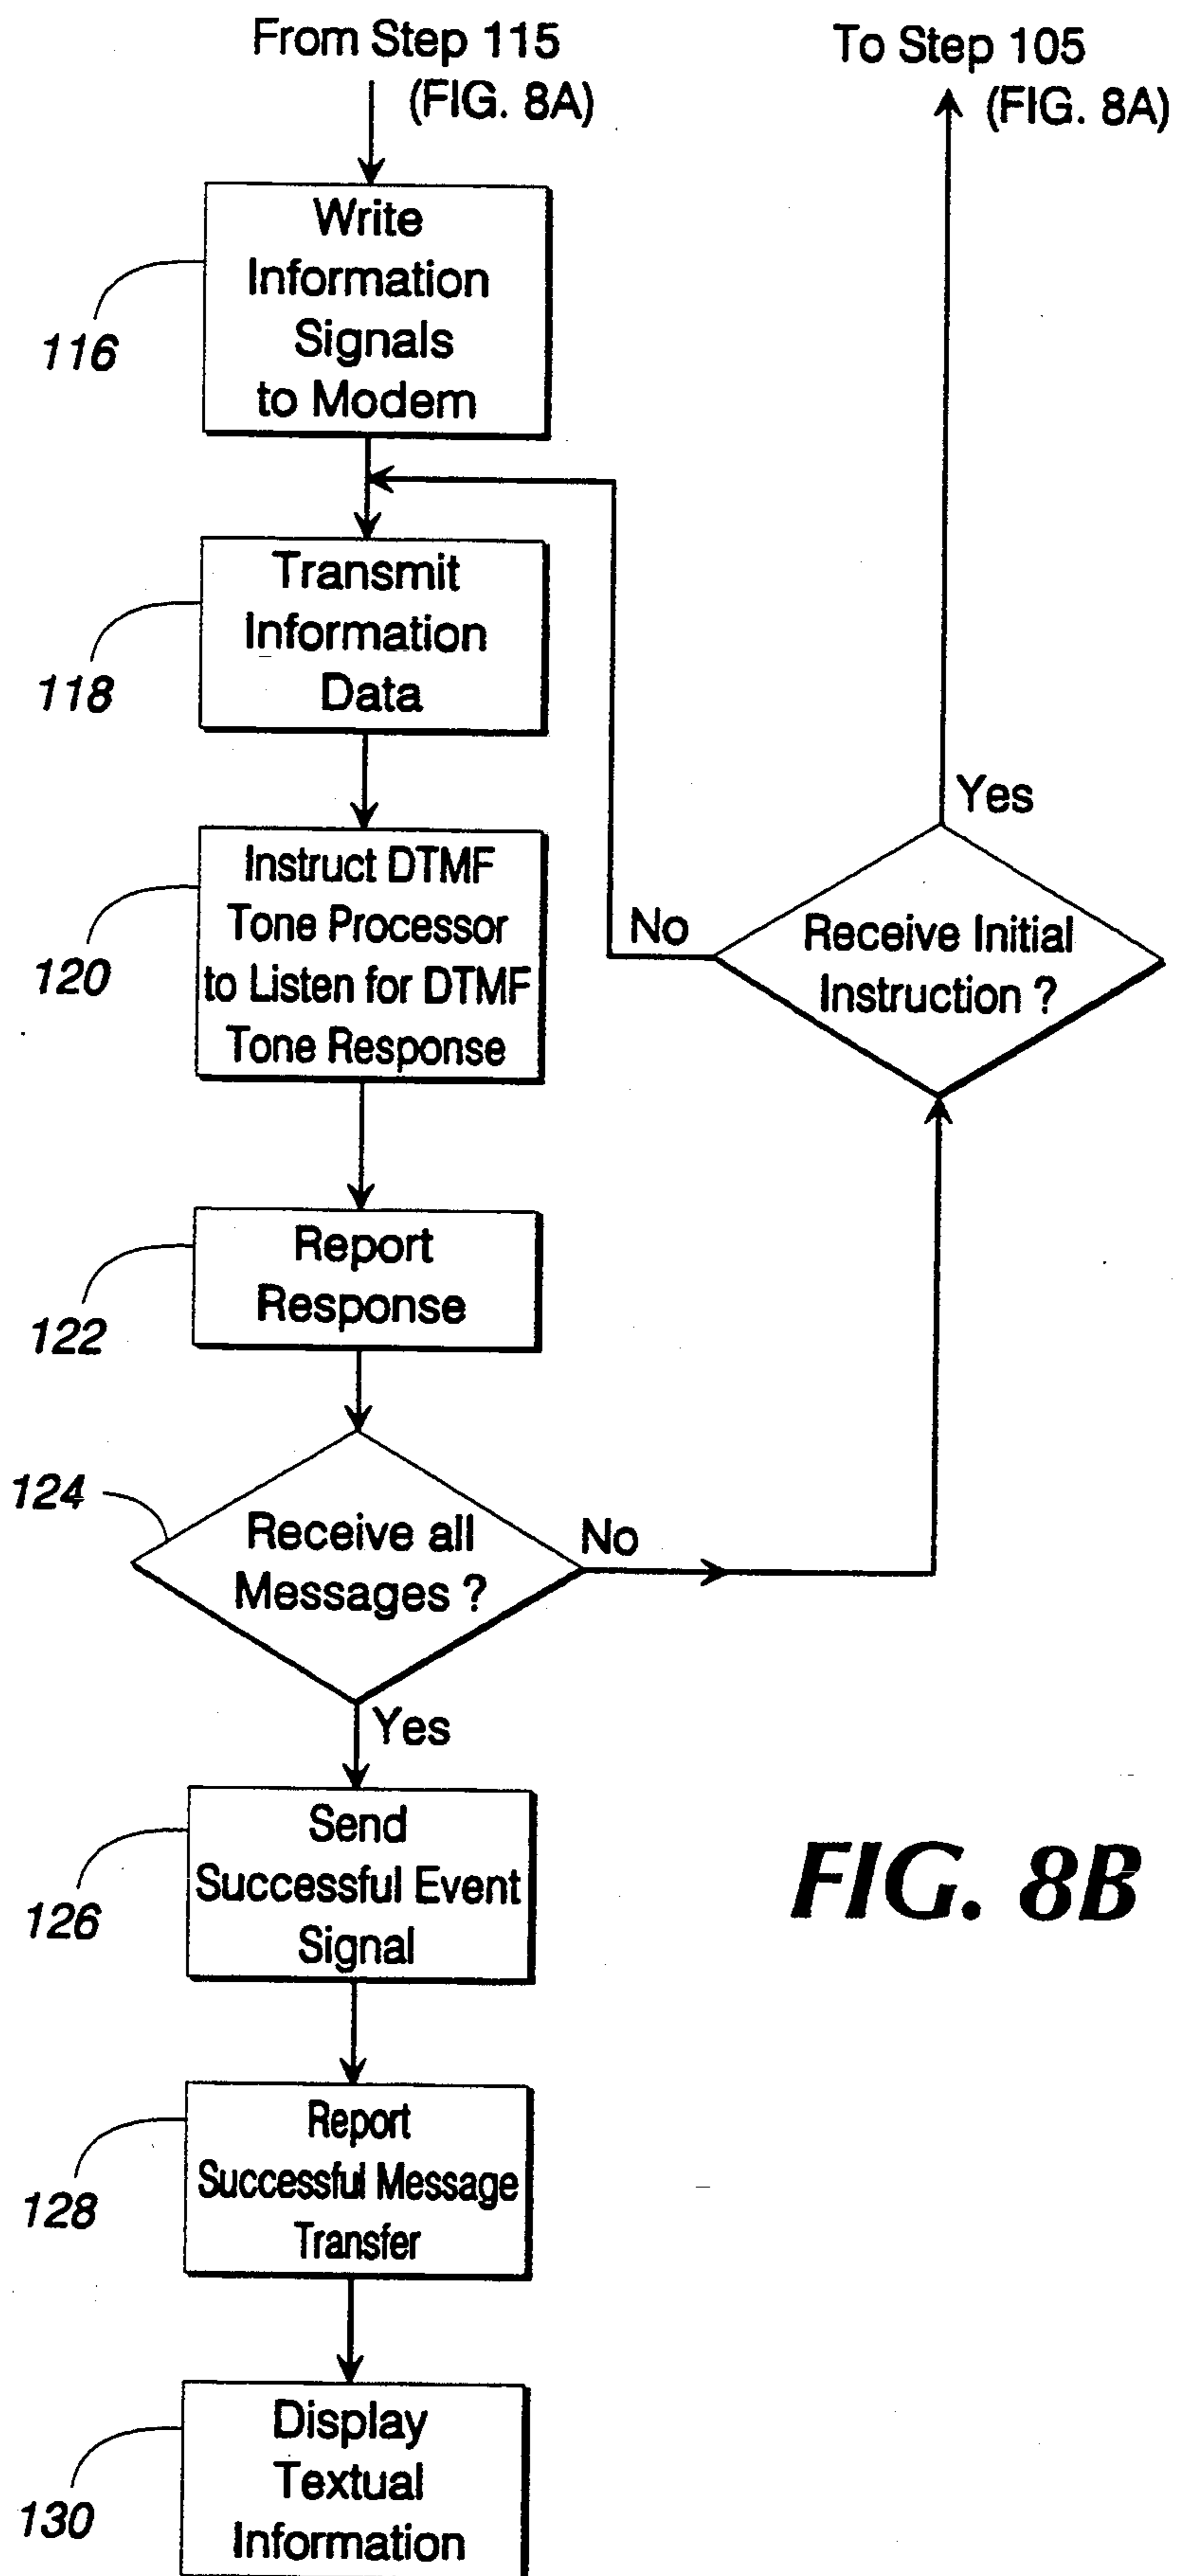 From Step 115
(FIG. 8A)
To Step 105
(FIG. 8A)
Write
Information
Signals
to Modem
116
Transmit
Information
Data
118
Instruct DTMF
Tone Processor
to Listen for DTMF
Tone Response
120
Yes
No
Receive Initial
Instruction ?
Report
Response
122
124
Receive all
Messages ?
No
Yes
Send
Successful Event
Signal
126
FIG. 8B
Report
Successful Message
Transfer
128
Display
Textual
Information
130